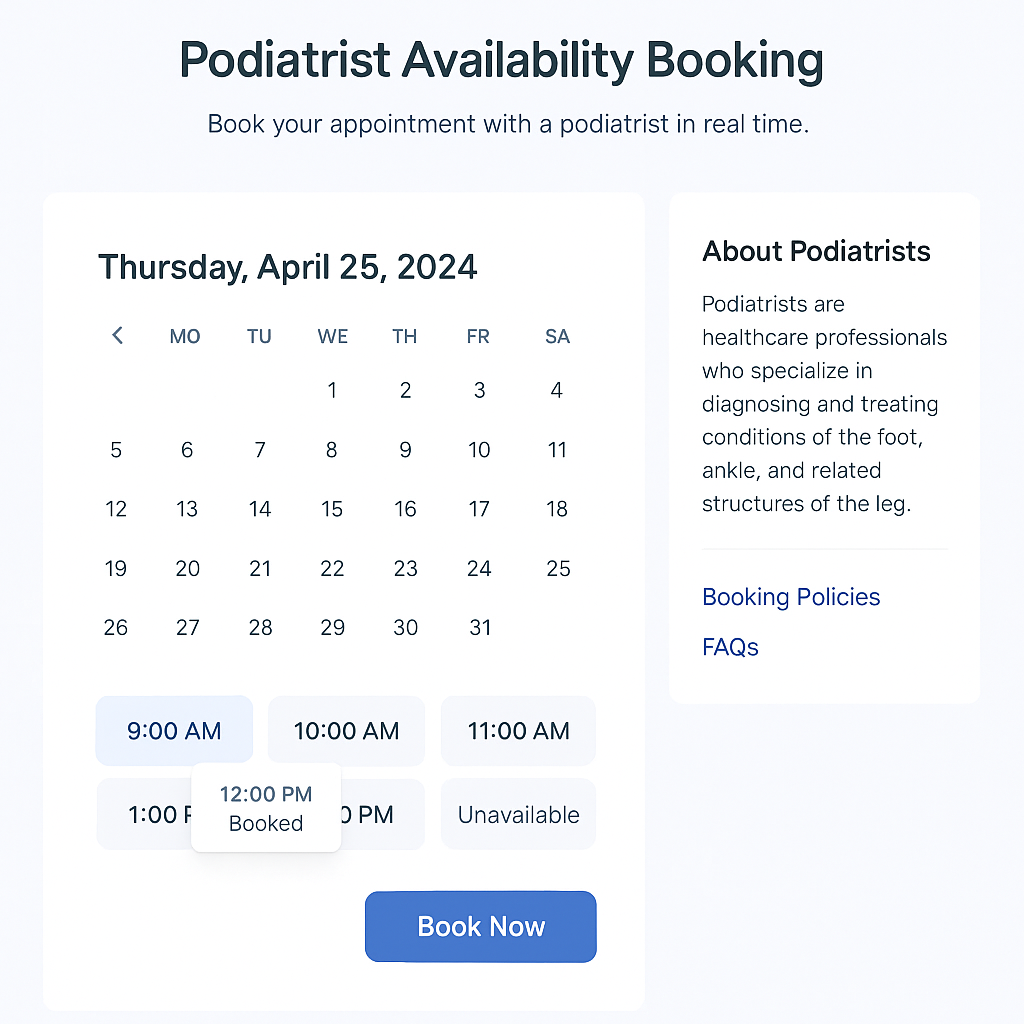 Podiatrist Availability Booking
Book your appointment with a podiatrist in real time.
Thursday, April 25, 2024
MO TU WE TH FR SA
1 2 3 4
5 6 7 8 9 10 11
12 13 14 15 16 17 18
19 20 21 22 23 24 25
26 27 28 29 30 31
9:00 AM 10:00 AM 11:00 AM
12:00 PM
Booked
1:00 0 PM Unavailable
Book Now
About Podiatrists
Podiatrists are
healthcare professionals
who specialize in
diagnosing and treating
conditions of the foot,
ankle, and related
structures of the leg.
Booking Policies
FAQs